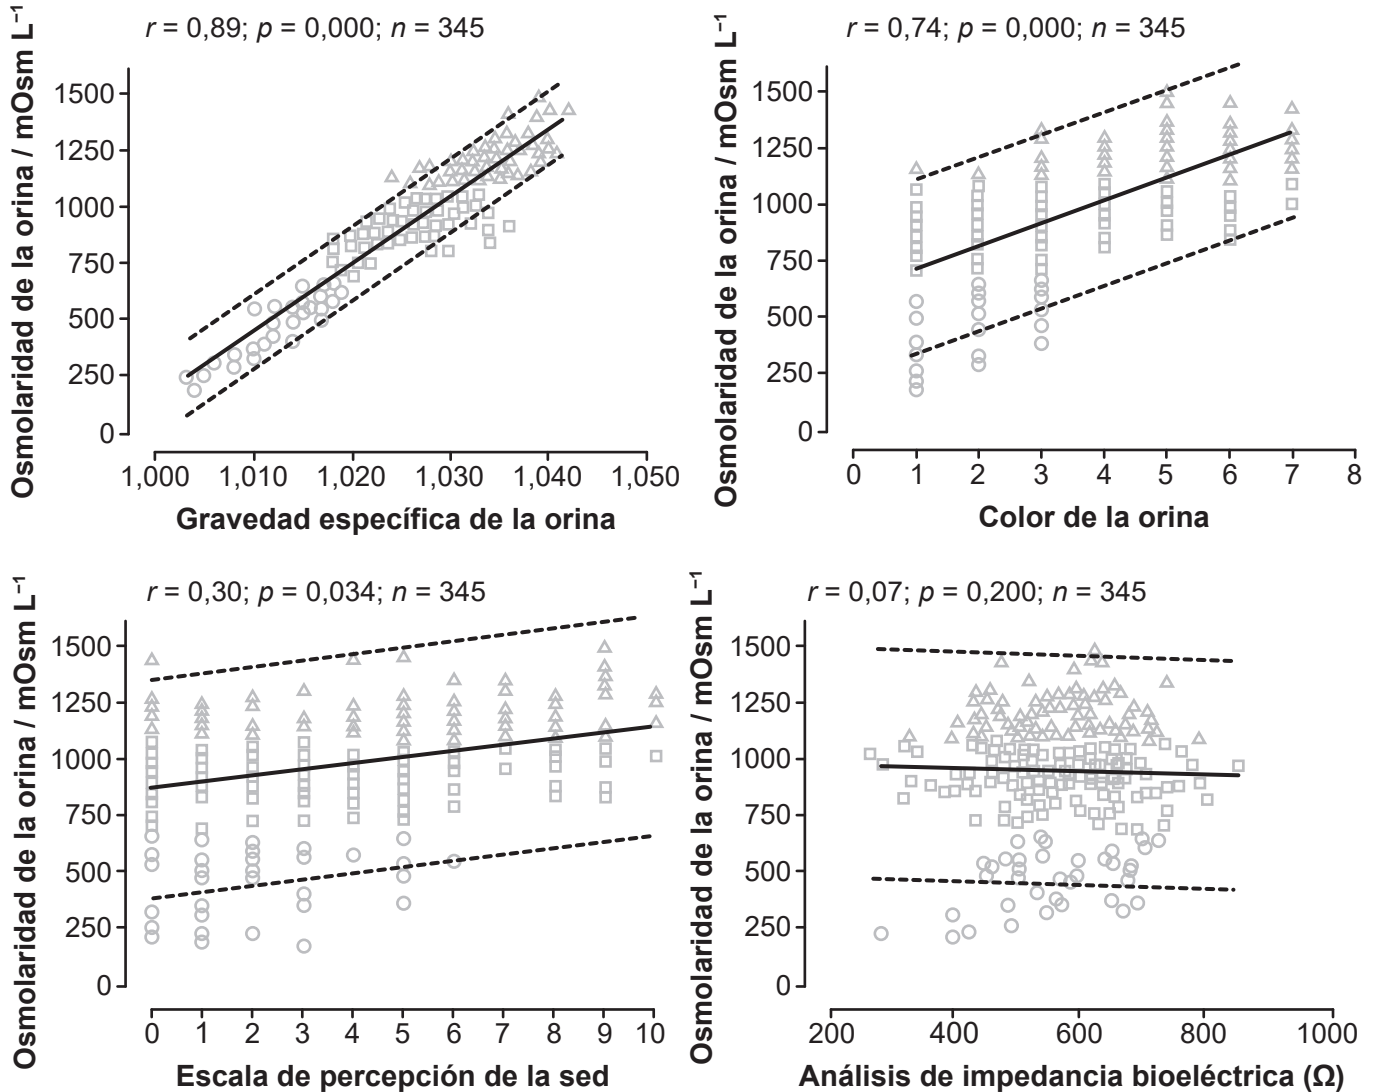 r = 0,89; p = 0,000; n = 345
Osmolaridad de la orina / mOsm L⁻¹
1500
1250
1000
750
500
250
0
1,000 1,010 1,020 1,030 1,040 1,050
Gravedad específica de la orina
r = 0,74; p = 0,000; n = 345
Osmolaridad de la orina / mOsm L⁻¹
1500
1250
1000
750
500
250
0
0 1 2 3 4 5 6 7 8
Color de la orina
r = 0,30; p = 0,034; n = 345
Osmolaridad de la orina / mOsm L⁻¹
1500
1250
1000
750
500
250
0
0 1 2 3 4 5 6 7 8 9 10
Escala de percepción de la sed
r = 0,07; p = 0,200; n = 345
Osmolaridad de la orina / mOsm L⁻¹
1500
1250
1000
750
500
250
0
200 400 600 800 1000
Análisis de impedancia bioeléctrica (Ω)